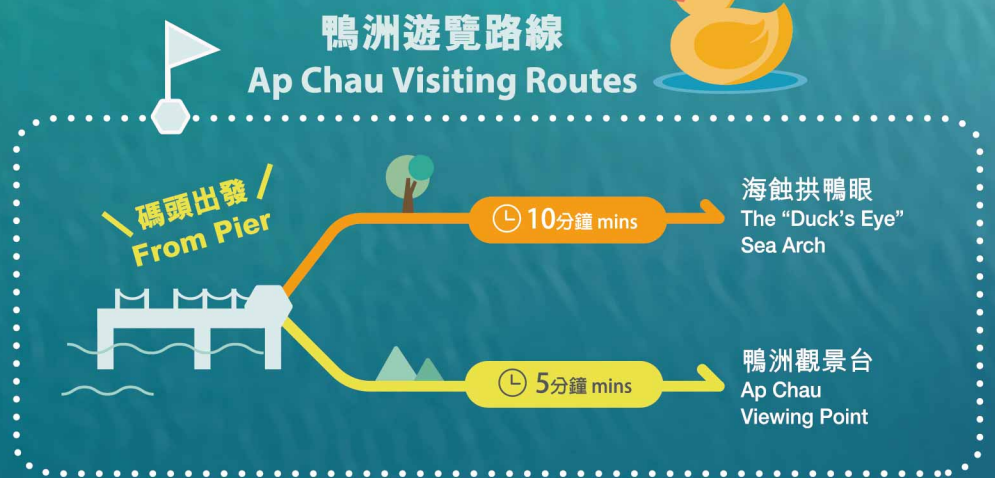 鴨洲遊覽路線
Ap Chau Visiting Routes
碼頭出發
From Pier
10分鐘 mins
海蝕拱鴨眼
The “Duck’s Eye”
Sea Arch
5分鐘 mins
鴨洲觀景台
Ap Chau
Viewing Point